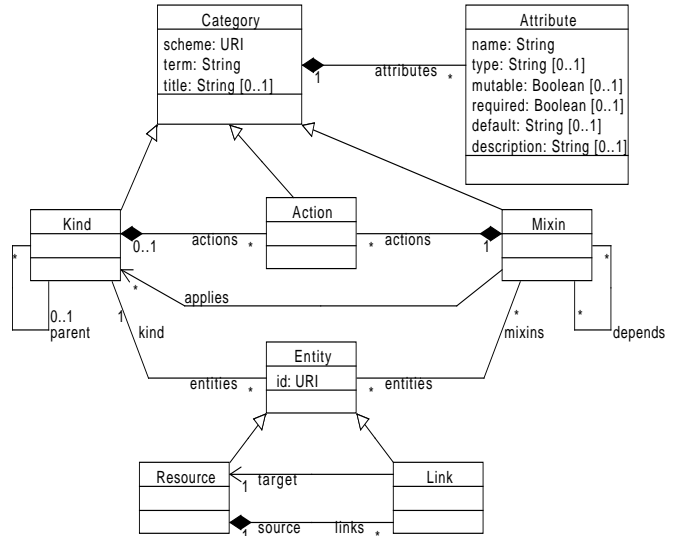 Category
scheme: URI
term: String
title: String [0..1]
1
attributes
*
Attribute
name: String
type: String [0..1]
mutable: Boolean [0..1]
required: Boolean [0..1]
default: String [0..1]
description: String [0..1]
Kind
0..1
actions
*
Action
*
actions
1
Mixin
*
0..1
parent
*
applies
*
*
depends
1
kind
entities
*
Entity
id: URI
*
entities
*
mixins
Resource
1
target
Link
1
source
links
*